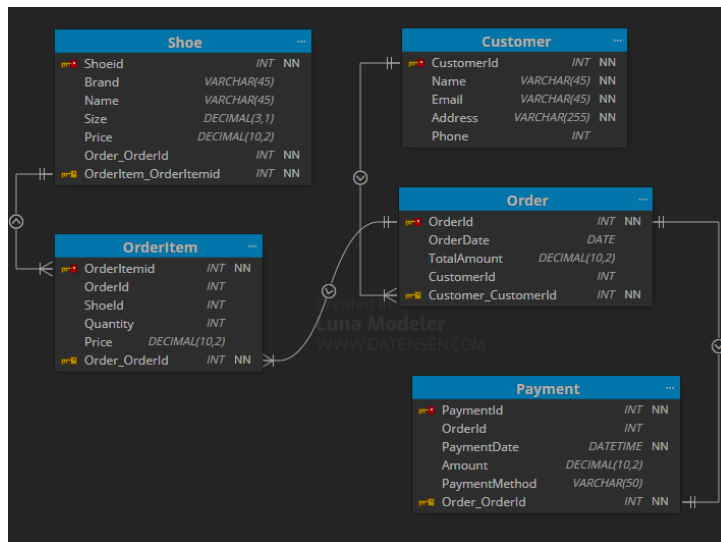 Shoe ...
Shoeid INT NN
Brand VARCHAR(45)
Name VARCHAR(45)
Size DECIMAL(3,1)
Price DECIMAL(10,2)
Order_OrderId INT NN
OrderItem_OrderItemid INT NN
Customer ...
CustomerId INT NN
Name VARCHAR(45) NN
Email VARCHAR(45) NN
Address VARCHAR(255) NN
Phone INT
Order ...
OrderId INT NN
OrderDate DATE
TotalAmount DECIMAL(10,2)
CustomerId INT
Customer_CustomerId INT NN
OrderItem ...
OrderItemid INT NN
OrderId INT
ShoeId INT
Quantity INT
Price DECIMAL(10,2)
Order_OrderId INT NN
Created in
Luna Modeler
WWW.DATENSEN.COM
Payment ...
PaymentId INT NN
OrderId INT
PaymentDate DATETIME NN
Amount DECIMAL(10,2)
PaymentMethod VARCHAR(50)
Order_OrderId INT NN